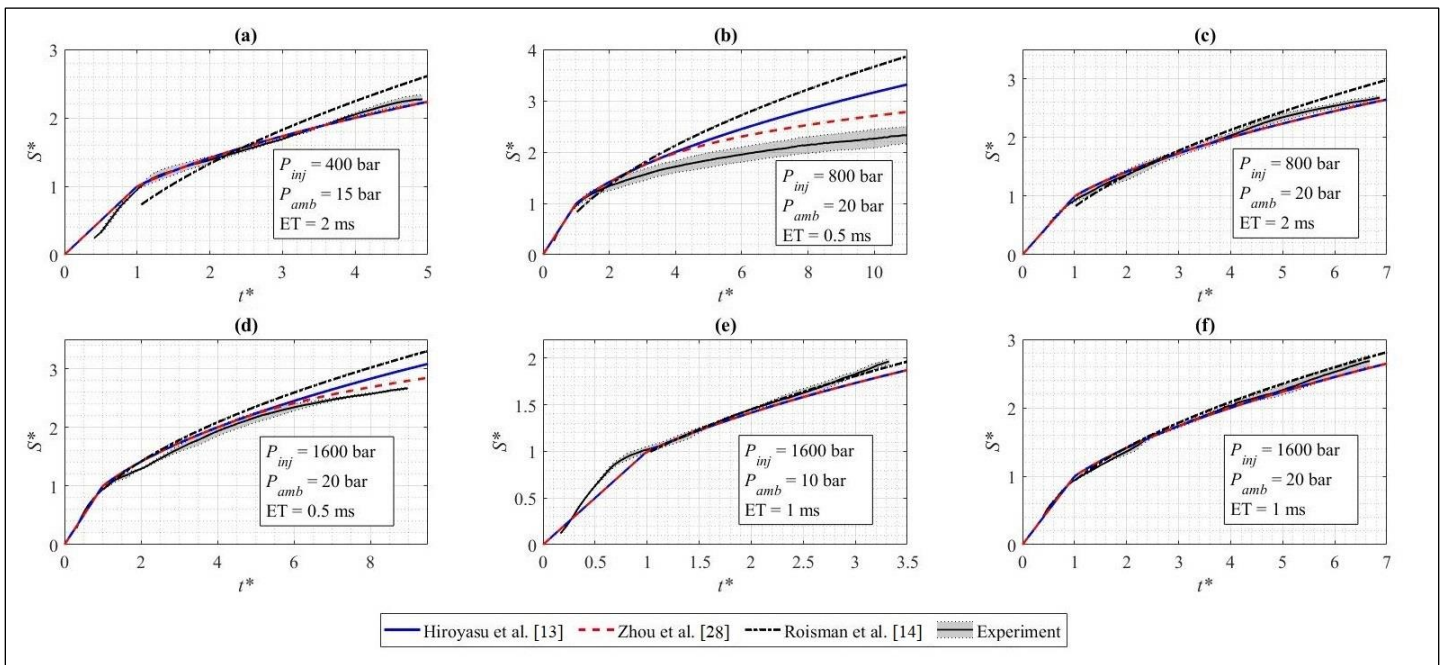 (a)
3
2
1
0
S*
0 1 2 3 4 5
t*
P_inj = 400 bar
P_amb = 15 bar
ET = 2 ms
(b)
4
3
2
1
0
S*
0 2 4 6 8 10
t*
P_inj = 800 bar
P_amb = 20 bar
ET = 0.5 ms
(c)
3
2
1
0
S*
0 1 2 3 4 5 6 7
t*
P_inj = 800 bar
P_amb = 20 bar
ET = 2 ms
(d)
3
2
1
0
S*
0 2 4 6 8
t*
P_inj = 1600 bar
P_amb = 20 bar
ET = 0.5 ms
(e)
2
1.5
1
0.5
0
S*
0 0.5 1 1.5 2 2.5 3 3.5
t*
P_inj = 1600 bar
P_amb = 10 bar
ET = 1 ms
(f)
3
2
1
0
S*
0 1 2 3 4 5 6 7
t*
P_inj = 1600 bar
P_amb = 20 bar
ET = 1 ms
Hiroyasu et al. [13] Zhou et al. [28] Roisman et al. [14] Experiment